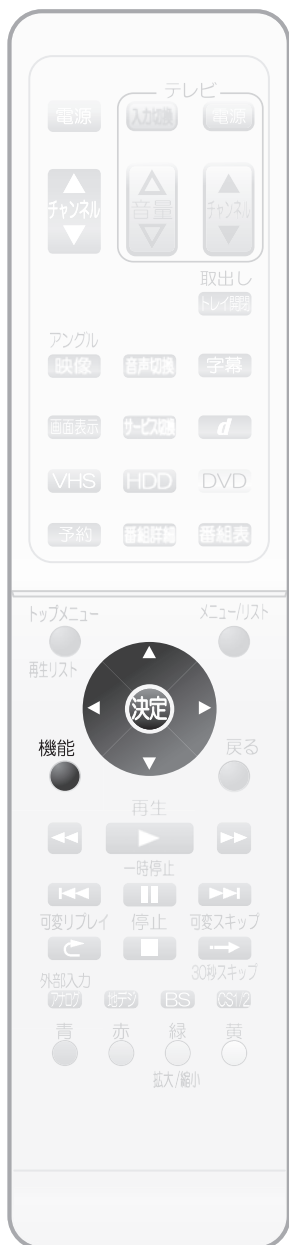 テレビ
電源 入力切換 電源
チャンネル 音量 チャンネル
取出し
トレイ開閉
アングル
映像 音声切換 字幕
画面表示 サービス切換 d
VHS HDD DVD
予約 番組詳細 番組表
トップメニュー メニュー/リスト
再生リスト
決定
機能 戻る
再生
一時停止
可変リプレイ 停止 可変スキップ
30秒スキップ
外部入力
アナログ 地デジ BS CS1/2
青 赤 緑 黄
拡大/縮小